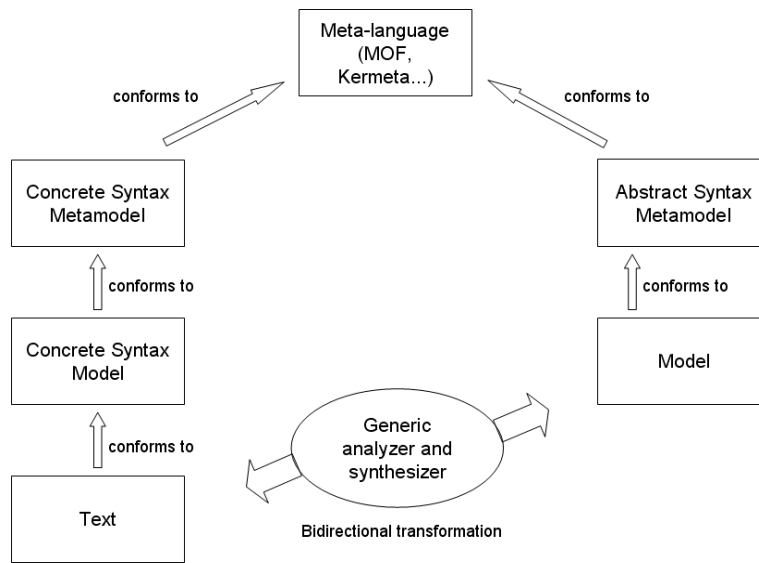 Meta-language
(MOF,
Kermeta...)
conforms to
conforms to
Concrete Syntax
Metamodel
Abstract Syntax
Metamodel
conforms to
conforms to
Concrete Syntax
Model
Model
Generic
analyzer and
synthesizer
conforms to
Text
Bidirectional transformation